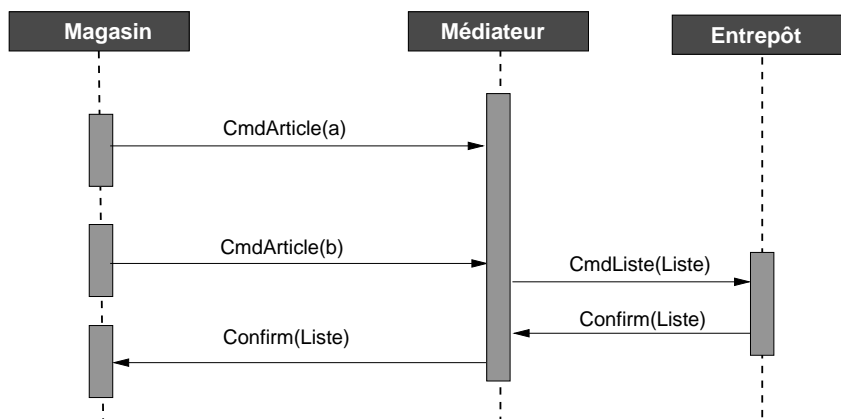 Magasin
Médiateur
Entrepôt
CmdArticle(a)
CmdArticle(b)
CmdListe(Liste)
Confirm(Liste)
Confirm(Liste)